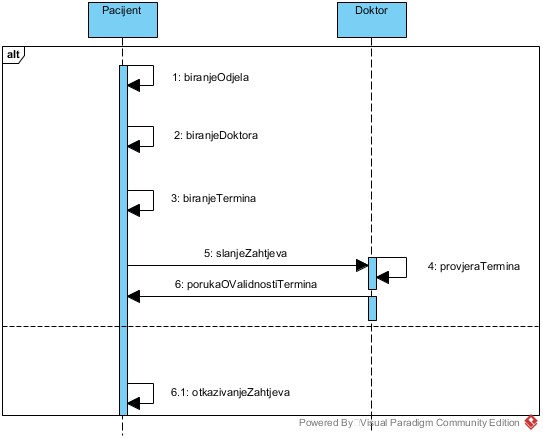 Pacijent
Doktor
alt
1: biranjeOdjela
2: biranjeDoktora
3: biranjeTermina
5: slanjeZahtjeva
4: provjeraTermina
6: porukaOValidnostiTermina
6.1: otkazivanjeZahtjeva
Powered By Visual Paradigm Community Edition